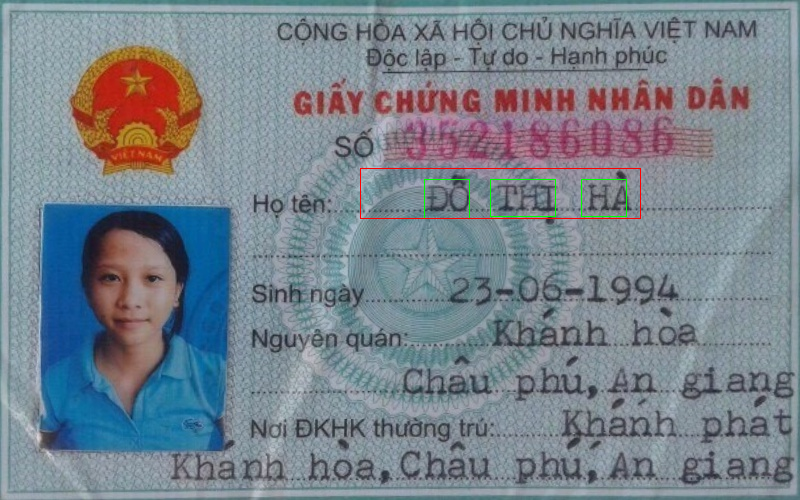 CỘNG HÒA XÃ HỘI CHỦ NGHĨA VIỆT NAM
Độc lập - Tự do - Hạnh phúc
GIẤY CHỨNG MINH NHÂN DÂN
SỐ 352186086
VIỆT NAM
Họ tên: ĐỖ THỊ HÀ
Sinh ngày 23-06-1994
Nguyên quán: Khánh hòa
Châu phú, An giang
Nơi ĐKHK thường trú: Khánh phát
Khánh hòa, Châu phú, An giang